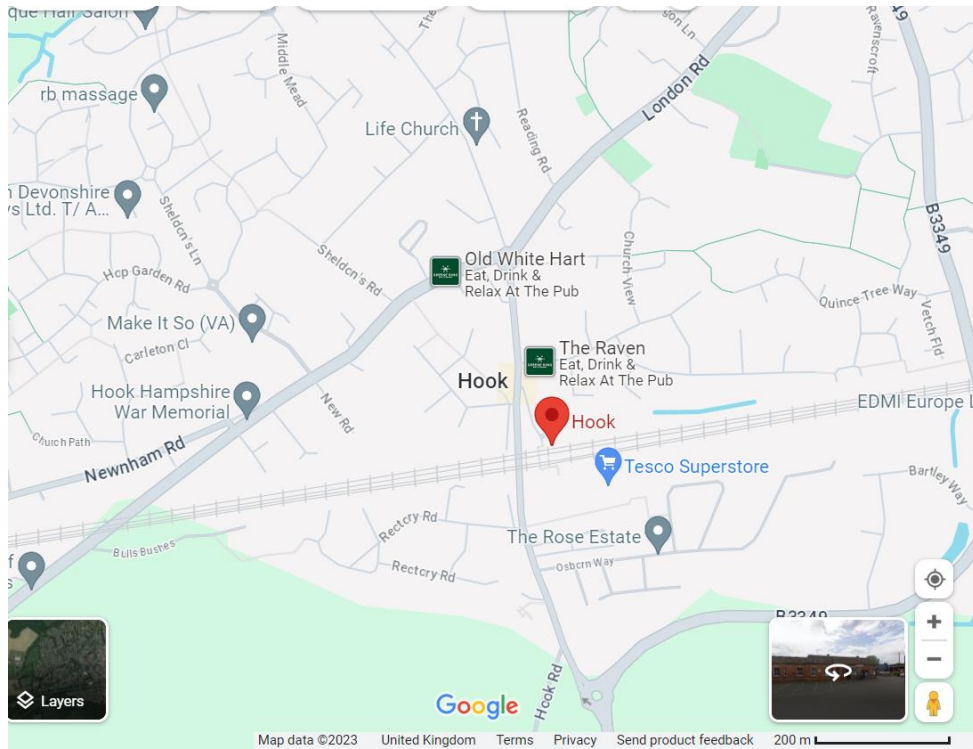 que Hair Salon
rb massage
Middle Mead
The
Life Church
Reading Rd
London Rd
Ravenscroft
B3349
Devonshire
ys Ltd. T/ A...
Sheldon's Ln
Hop Garden Rd
Sheldon's Rd
Old White Hart
Eat, Drink &
Relax At The Pub
Church View
B3349
Quince Tree Way
Vetch Fld
Make It So (VA)
Carleton Cl
The Raven
Eat, Drink &
Relax At The Pub
Hook
Hook Hampshire
War Memorial
New Rd
Hook
EDMI Europe L
Church Path
Newnham Rd
Tesco Superstore
Bartley Way
Rectory Rd
The Rose Estate
Bulls Bushes
Rectory Rd
Osborn Way
B3349
Hook Rd
Layers
Google
Map data ©2023 United Kingdom Terms Privacy Send product feedback 200 m